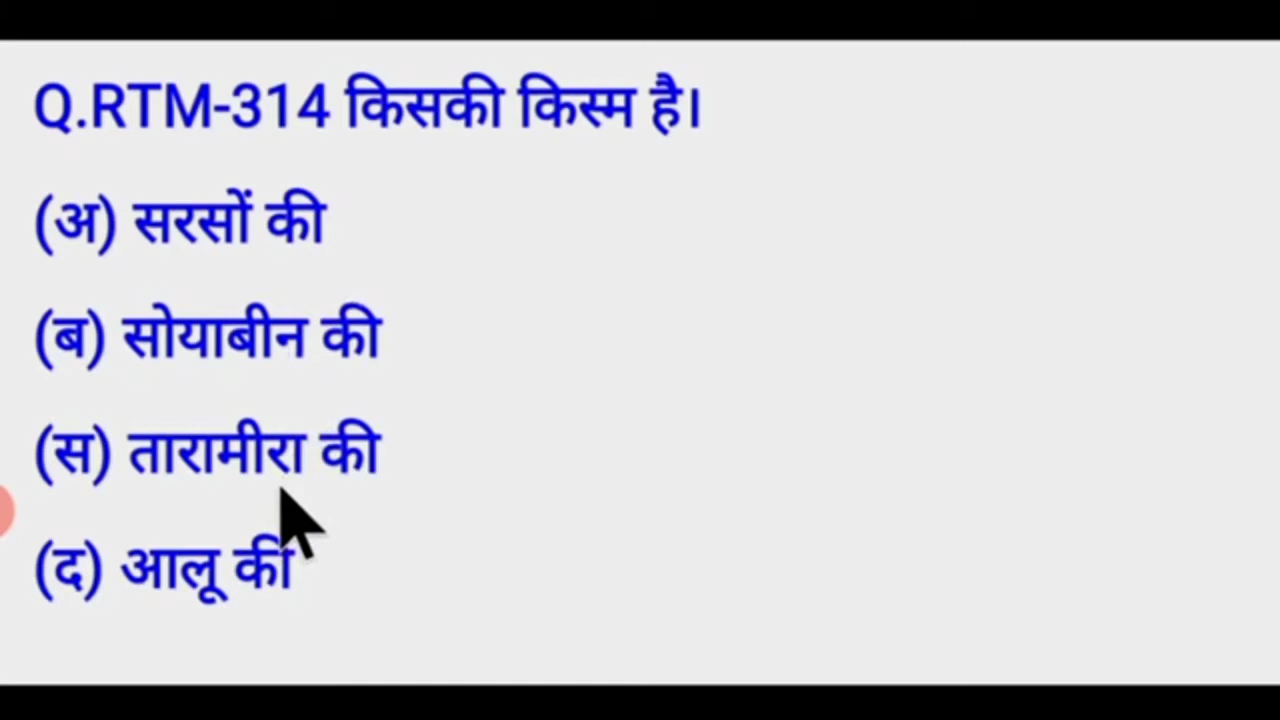 Q.RTM-314 किसकी किस्म है।
(अ) सरसों की
(ब) सोयाबीन की
(स) तारामीरा की
(द) आलू की